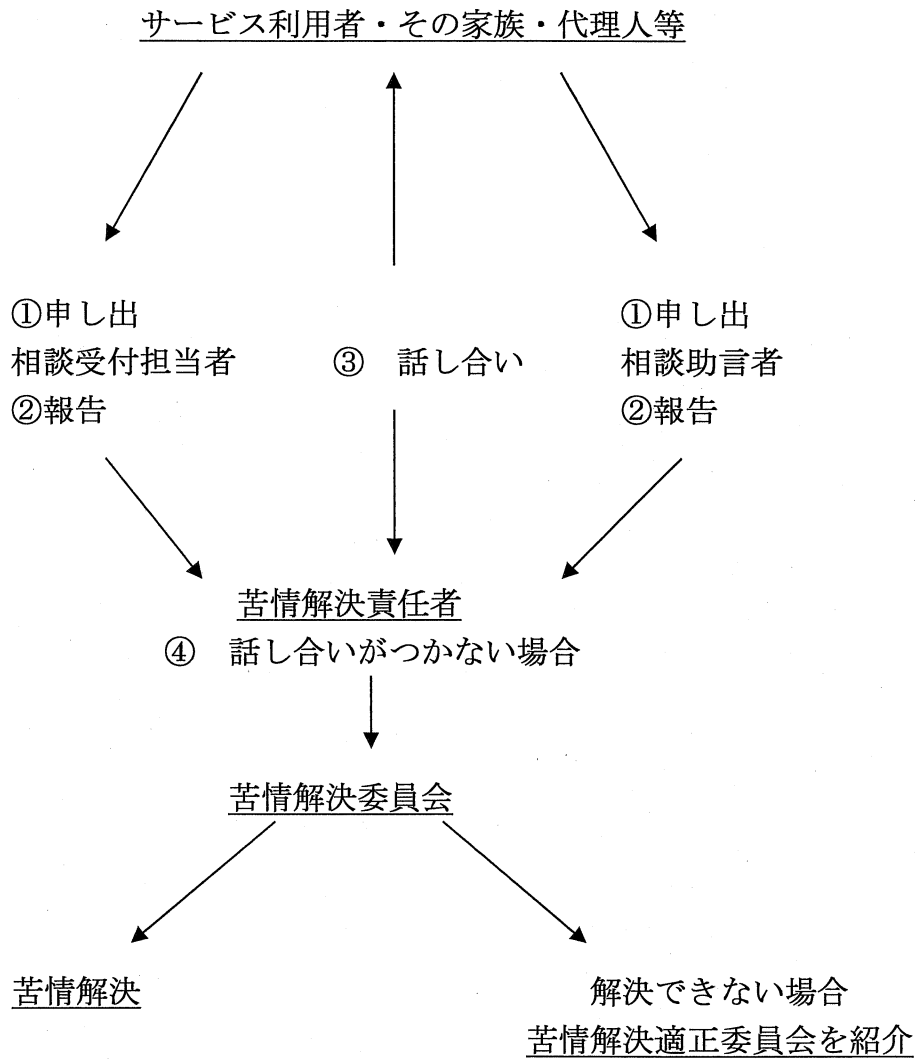 サービス利用者・その家族・代理人等
①申し出
相談受付担当者
②報告
③　話し合い
①申し出
相談助言者
②報告
苦情解決責任者
④　話し合いがつかない場合
苦情解決委員会
苦情解決
解決できない場合
苦情解決適正委員会を紹介